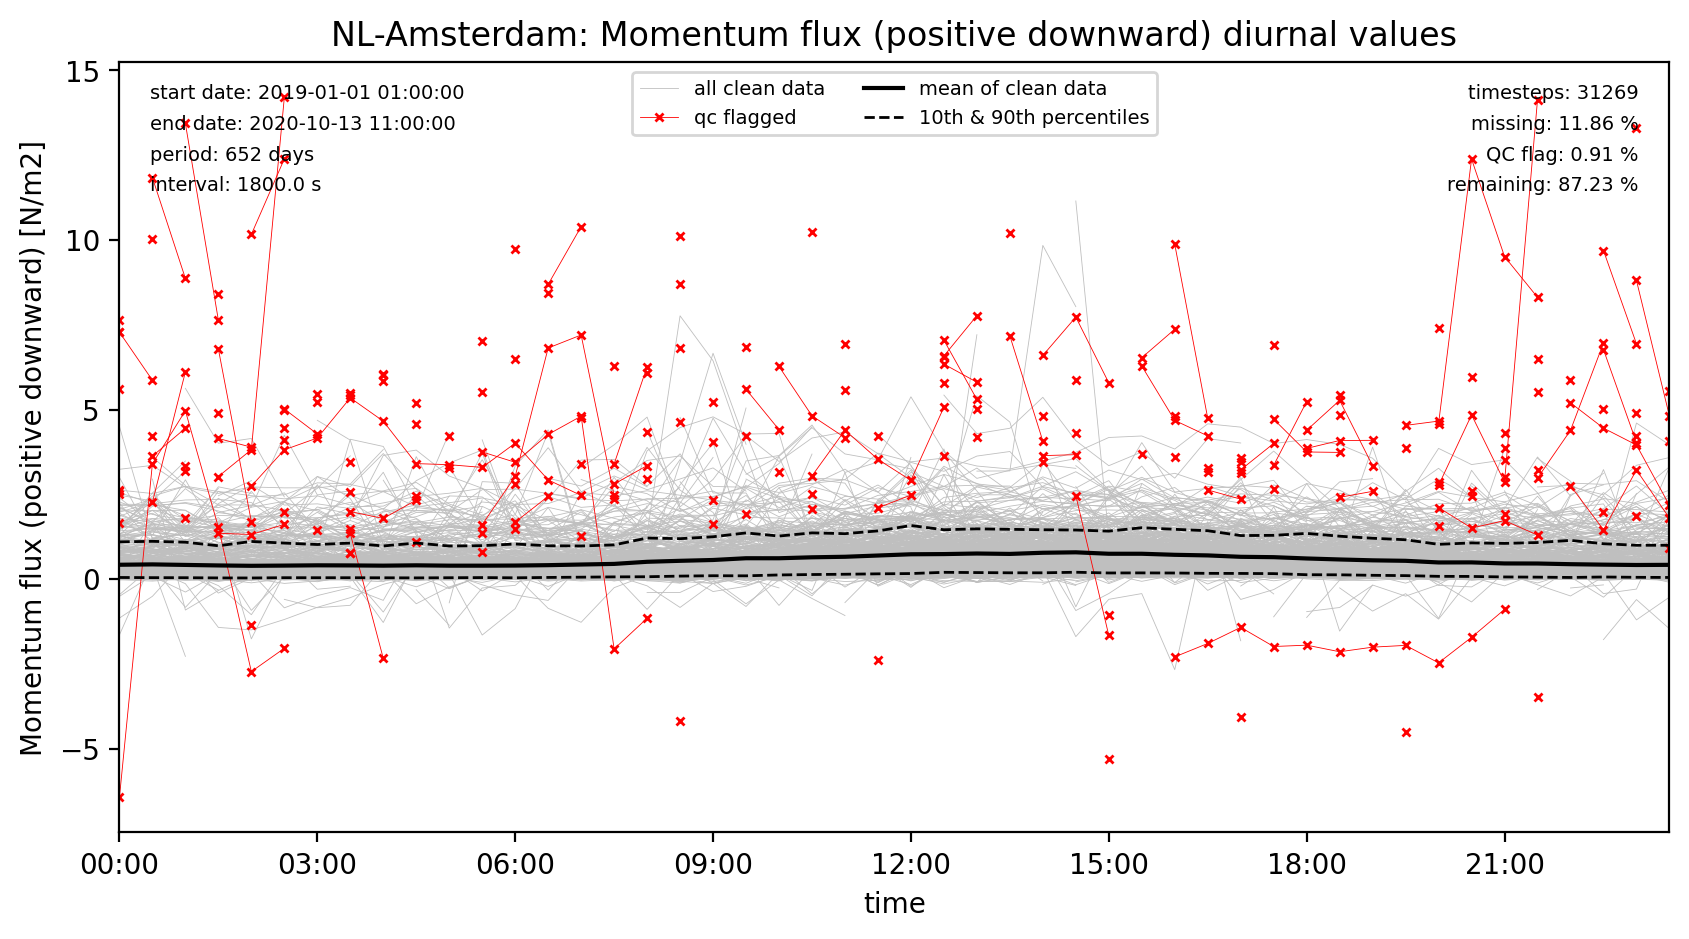 NL-Amsterdam: Momentum flux (positive downward) diurnal values
start date: 2019-01-01 01:00:00
end date: 2020-10-13 11:00:00
period: 652 days
interval: 1800.0 s
all clean data
qc flagged
mean of clean data
10th & 90th percentiles
timesteps: 31269
missing: 11.86 %
QC flag: 0.91 %
remaining: 87.23 %
Momentum flux (positive downward) [N/m2]
15
10
5
0
−5
00:00 03:00 06:00 09:00 12:00 15:00 18:00 21:00
time